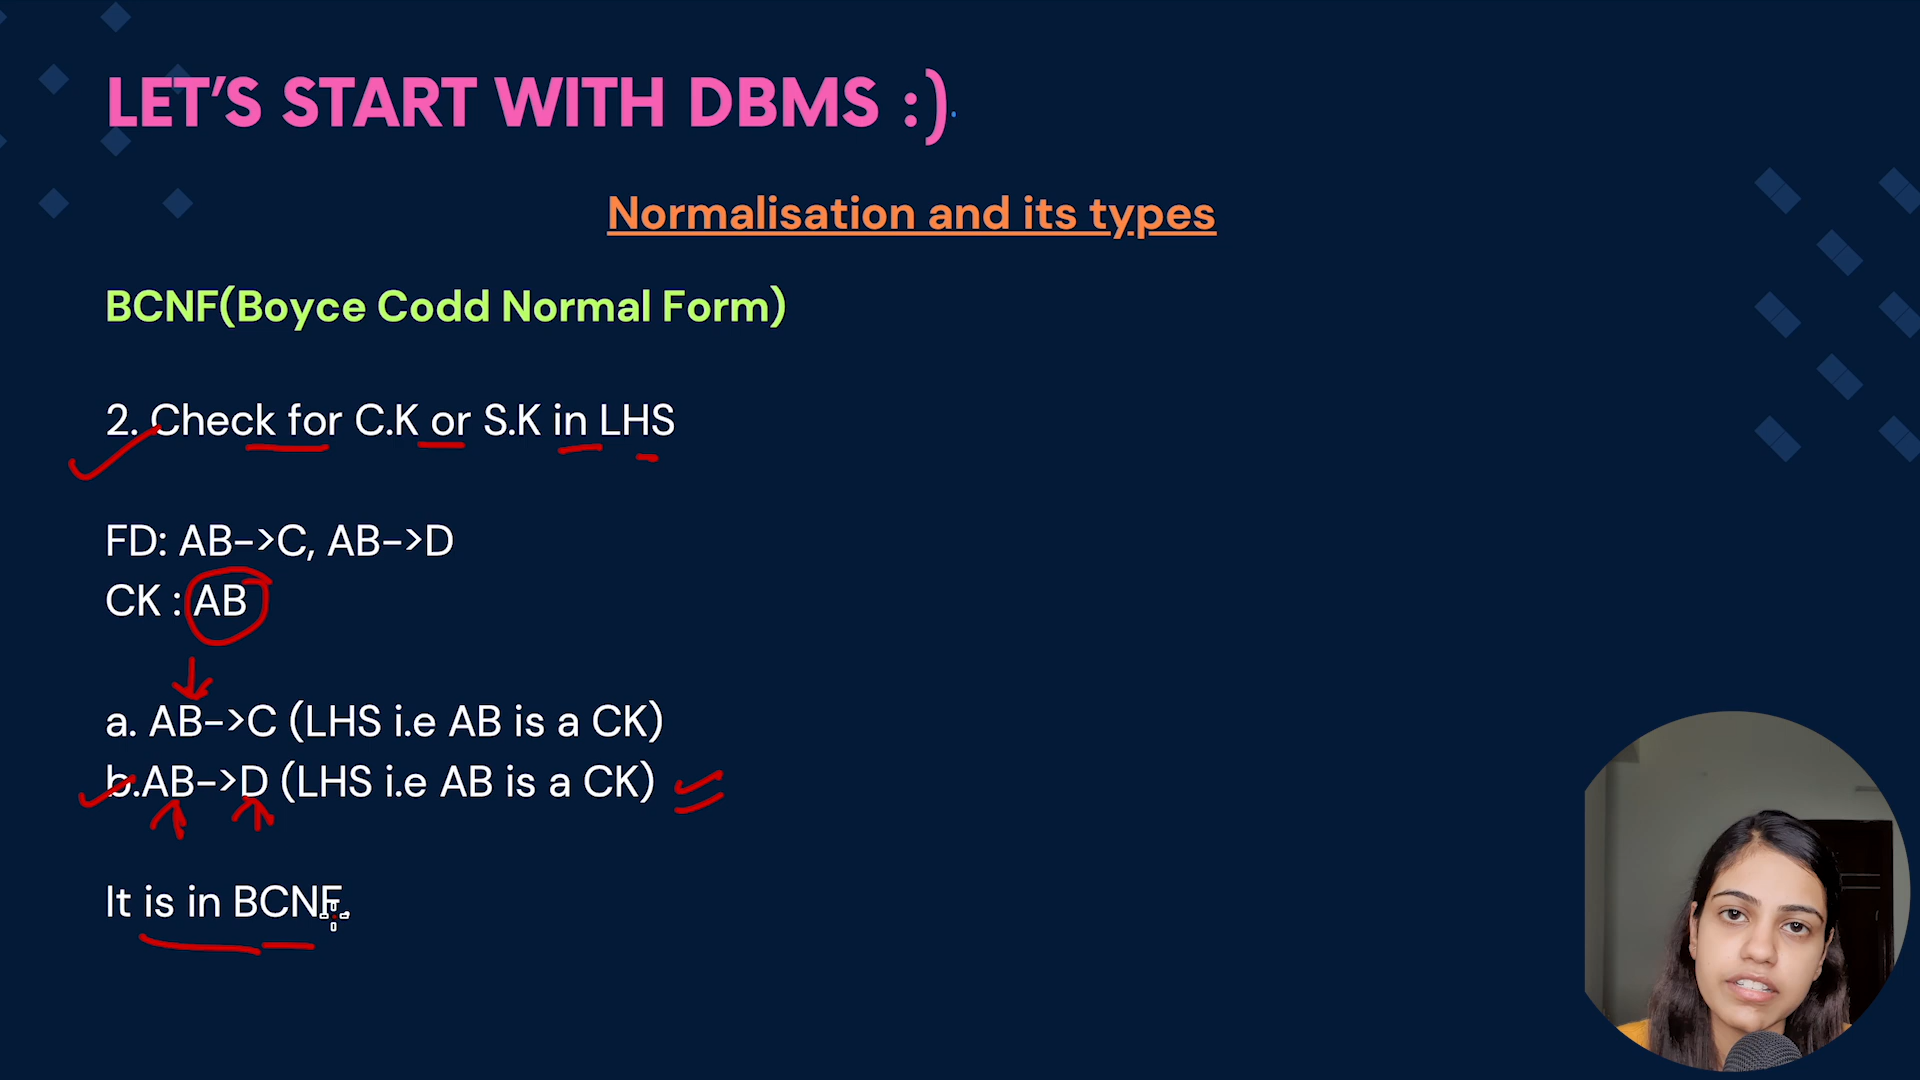 LET’S START WITH DBMS :)
Normalisation and its types
BCNF(Boyce Codd Normal Form)
2. Check for C.K or S.K in LHS
FD: AB->C, AB->D
CK : AB
a. AB->C (LHS i.e AB is a CK)
b.AB->D (LHS i.e AB is a CK)
It is in BCNF.